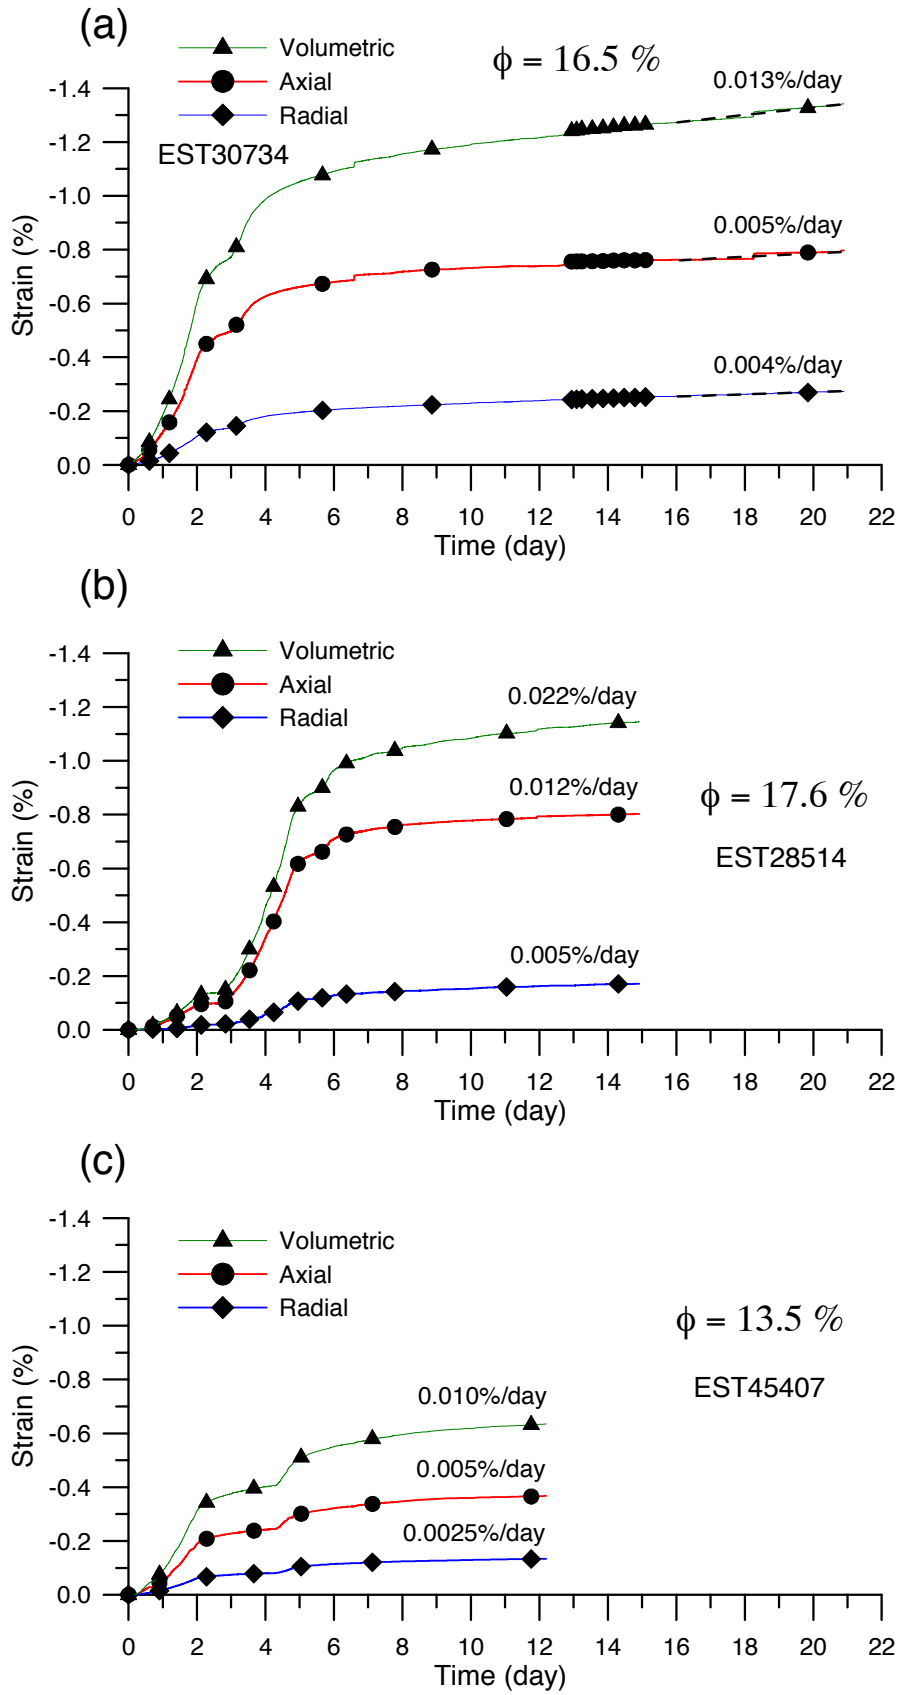 (a)
Volumetric
Axial
Radial
EST30734
ϕ = 16.5 %
0.013%/day
0.005%/day
0.004%/day
Strain (%)
-1.4
-1.2
-1.0
-0.8
-0.6
-0.4
-0.2
0.0
0 2 4 6 8 10 12 14 16 18 20 22
Time (day)
(b)
Volumetric
Axial
Radial
0.022%/day
0.012%/day
0.005%/day
ϕ = 17.6 %
EST28514
Strain (%)
-1.4
-1.2
-1.0
-0.8
-0.6
-0.4
-0.2
0.0
0 2 4 6 8 10 12 14 16 18 20 22
Time (day)
(c)
Volumetric
Axial
Radial
ϕ = 13.5 %
EST45407
0.010%/day
0.005%/day
0.0025%/day
Strain (%)
-1.4
-1.2
-1.0
-0.8
-0.6
-0.4
-0.2
0.0
0 2 4 6 8 10 12 14 16 18 20 22
Time (day)